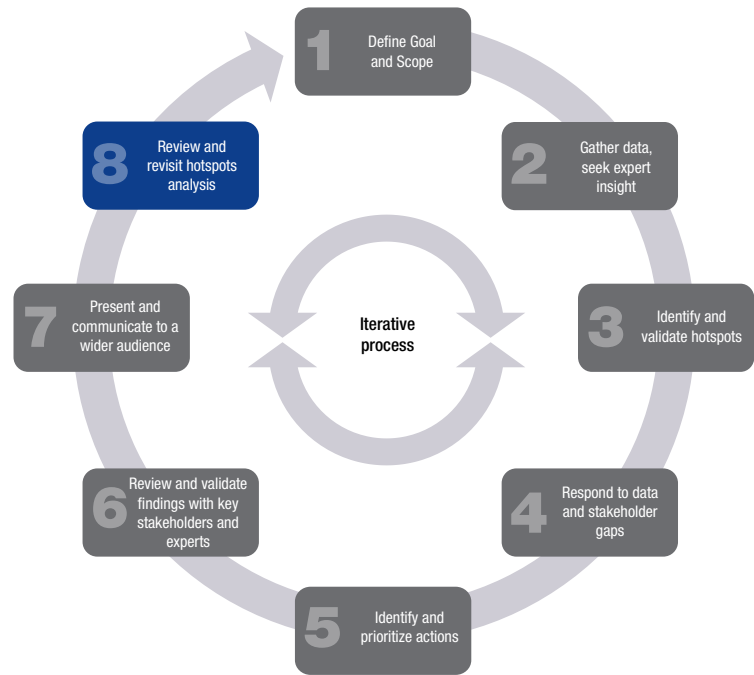 1
Define Goal
and Scope
2
Gather data,
seek expert
insight
3
Identify and
validate hotspots
4
Respond to data
and stakeholder
gaps
5
Identify and
prioritize actions
6
Review and validate
findings with key
stakeholders and
experts
7
Present and
communicate to a
wider audience
8
Review and
revisit hotspots
analysis
Iterative
process